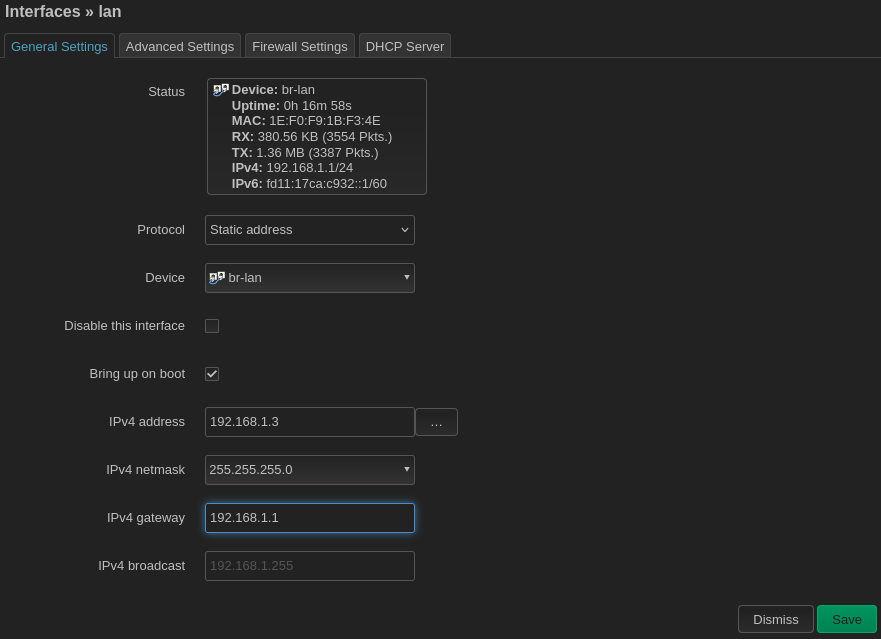 Interfaces » lan
General Settings
Advanced Settings
Firewall Settings
DHCP Server
Status
Device: br-lan
Uptime: 0h 16m 58s
MAC: 1E:F0:F9:1B:F3:4E
RX: 380.56 KB (3554 Pkts.)
TX: 1.36 MB (3387 Pkts.)
IPv4: 192.168.1.1/24
IPv6: fd11:17ca:c932::1/60
Protocol
Static address
Device
br-lan
Disable this interface
Bring up on boot
IPv4 address
192.168.1.3
...
IPv4 netmask
255.255.255.0
IPv4 gateway
192.168.1.1
IPv4 broadcast
192.168.1.255
Dismiss
Save